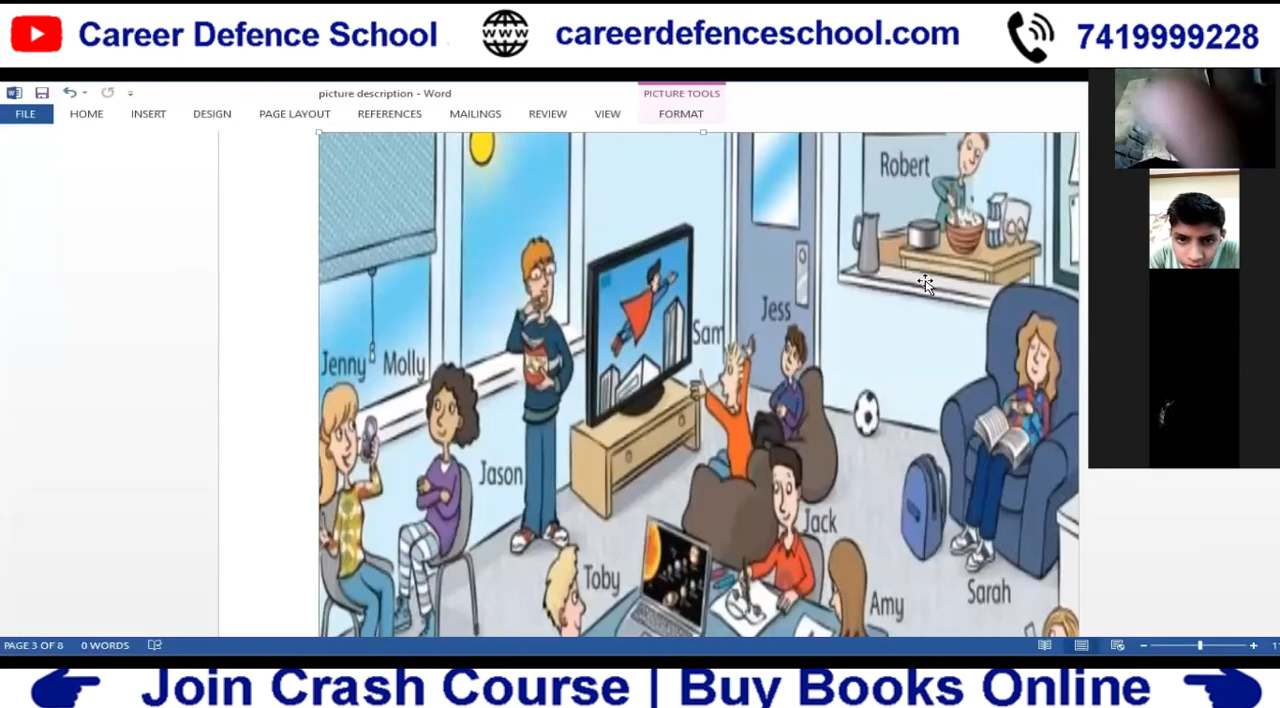 Career Defence School
www
careerdefenceschool.com
7419999228
picture description - Word
PICTURE TOOLS
FILE
HOME
INSERT
DESIGN
PAGE LAYOUT
REFERENCES
MAILINGS
REVIEW
VIEW
FORMAT
Robert
Jess
Sam
Jenny
Molly
Jason
Jack
Toby
Amy
Sarah
PAGE 3 OF 8
0 WORDS
Join Crash Course | Buy Books Online